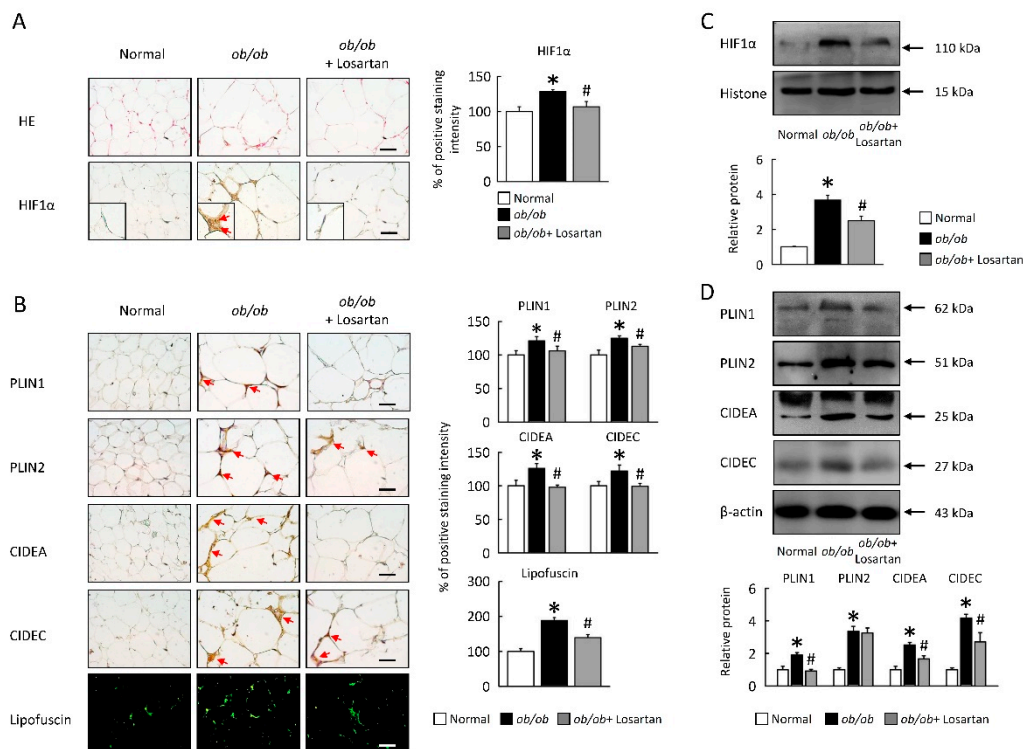 A
Normal
ob/ob
ob/ob
+ Losartan
HE
HIF1α
HIF1α
% of positive staining
intensity
150
100
50
0
*
#
Normal
ob/ob
ob/ob+ Losartan
B
Normal
ob/ob
ob/ob
+ Losartan
PLIN1
PLIN2
CIDEA
CIDEC
Lipofuscin
% of positive staining intensity
PLIN1 PLIN2
150
100
50
0
* # * #
CIDEA CIDEC
150
100
50
0
* # * #
Lipofuscin
300
200
100
0
* #
Normal ob/ob ob/ob+ Losartan
C
HIF1α
110 kDa
Histone
15 kDa
Normal ob/ob ob/ob+
Losartan
Relative protein
6
4
2
0
*
#
Normal
ob/ob
ob/ob+ Losartan
D
PLIN1
62 kDa
PLIN2
51 kDa
CIDEA
25 kDa
CIDEC
27 kDa
β-actin
43 kDa
Normal ob/ob ob/ob+
Losartan
PLIN1 PLIN2 CIDEA CIDEC
Relative protein
6
4
2
0
* # * * # * #
Normal ob/ob ob/ob+ Losartan